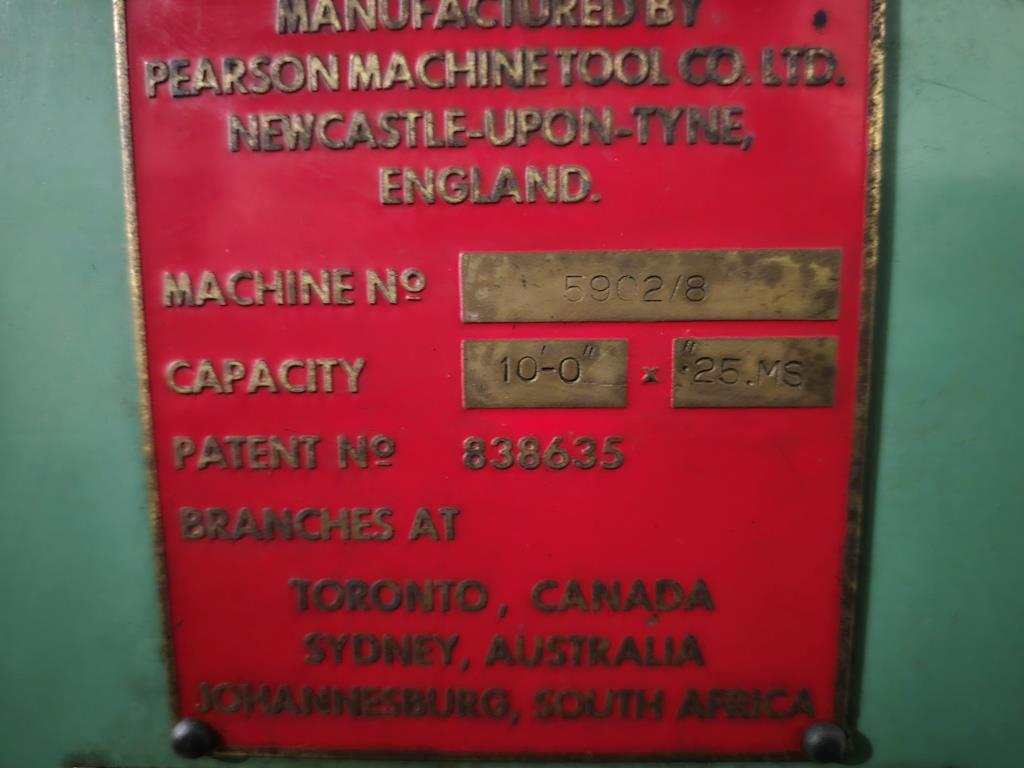 MANUFACTURED BY
PEARSON MACHINE TOOL CO. LTD.
NEWCASTLE-UPON-TYNE,
ENGLAND.
MACHINE Nº 5902/8
CAPACITY 10'-0" x ".25.MS
PATENT Nº 838635
BRANCHES AT
TORONTO, CANADA
SYDNEY, AUSTRALIA
JOHANNESBURG, SOUTH AFRICA